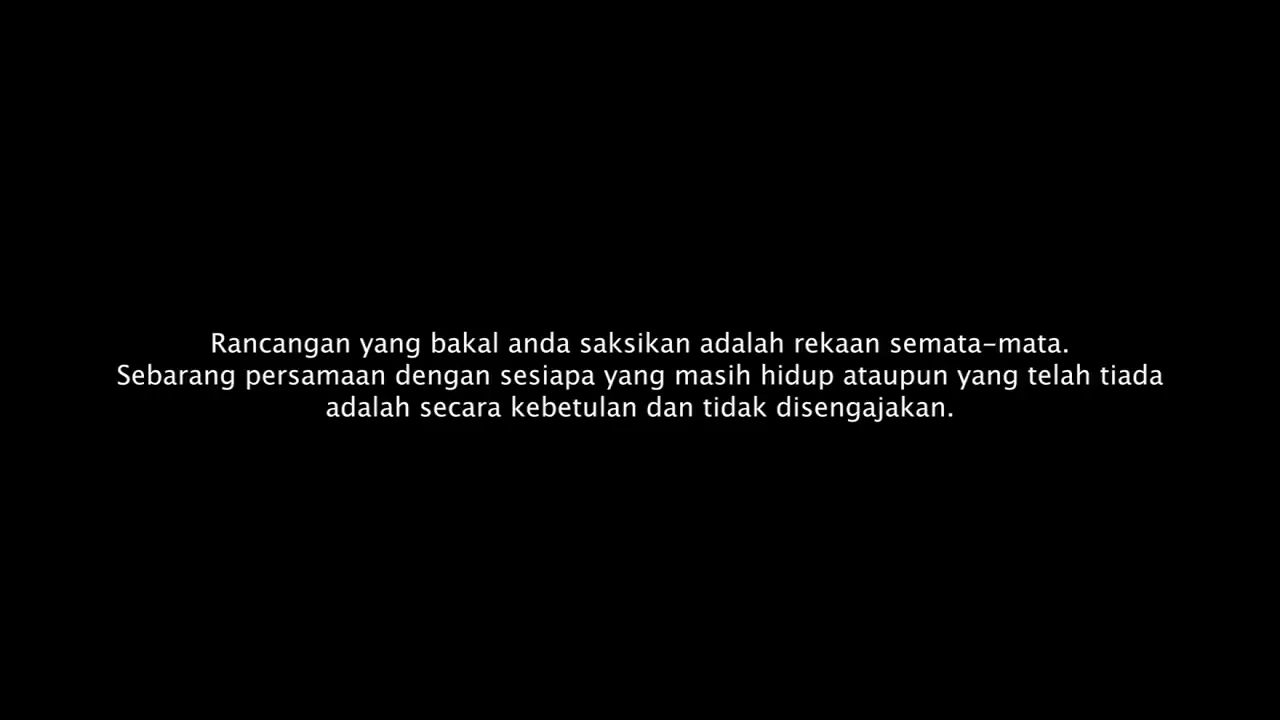 Rancangan yang bakal anda saksikan adalah rekaan semata-mata.
Sebarang persamaan dengan sesiapa yang masih hidup ataupun yang telah tiada
adalah secara kebetulan dan tidak disengajakan.